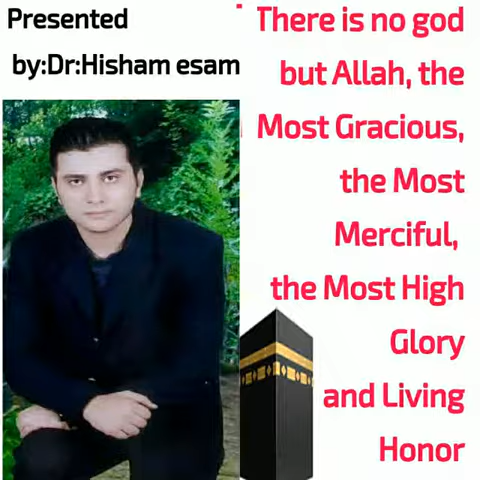 Presented
by:Dr:Hisham esam
There is no god
but Allah, the
Most Gracious,
the Most
Merciful,
the Most High
Glory
and Living
Honor